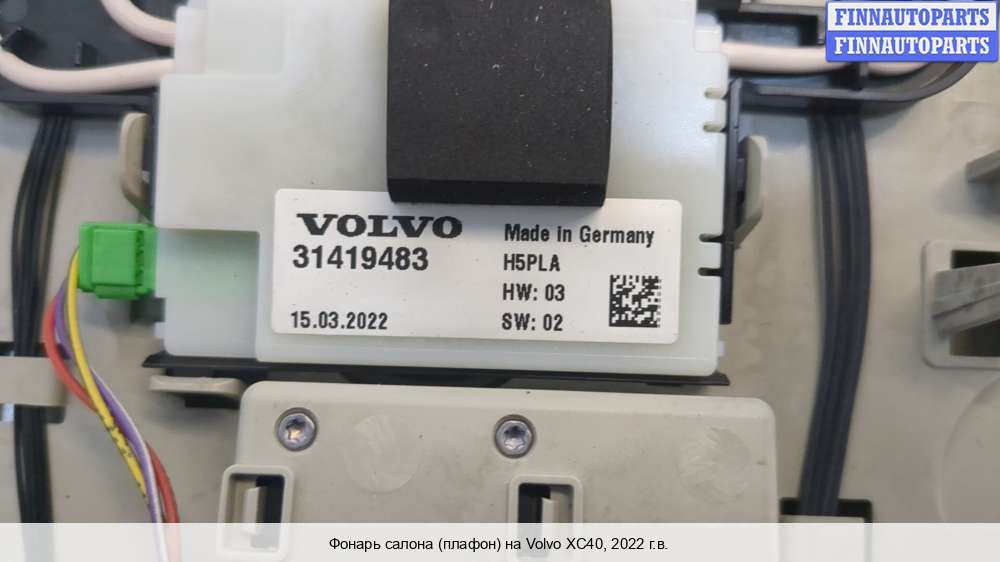 FINNAUTOPARTS
FINNAUTOPARTS
VOLVO
31419483
15.03.2022
Made in Germany
H5PLA
HW: 03
SW: 02
Фонарь салона (плафон) на Volvo XC40, 2022 г.в.